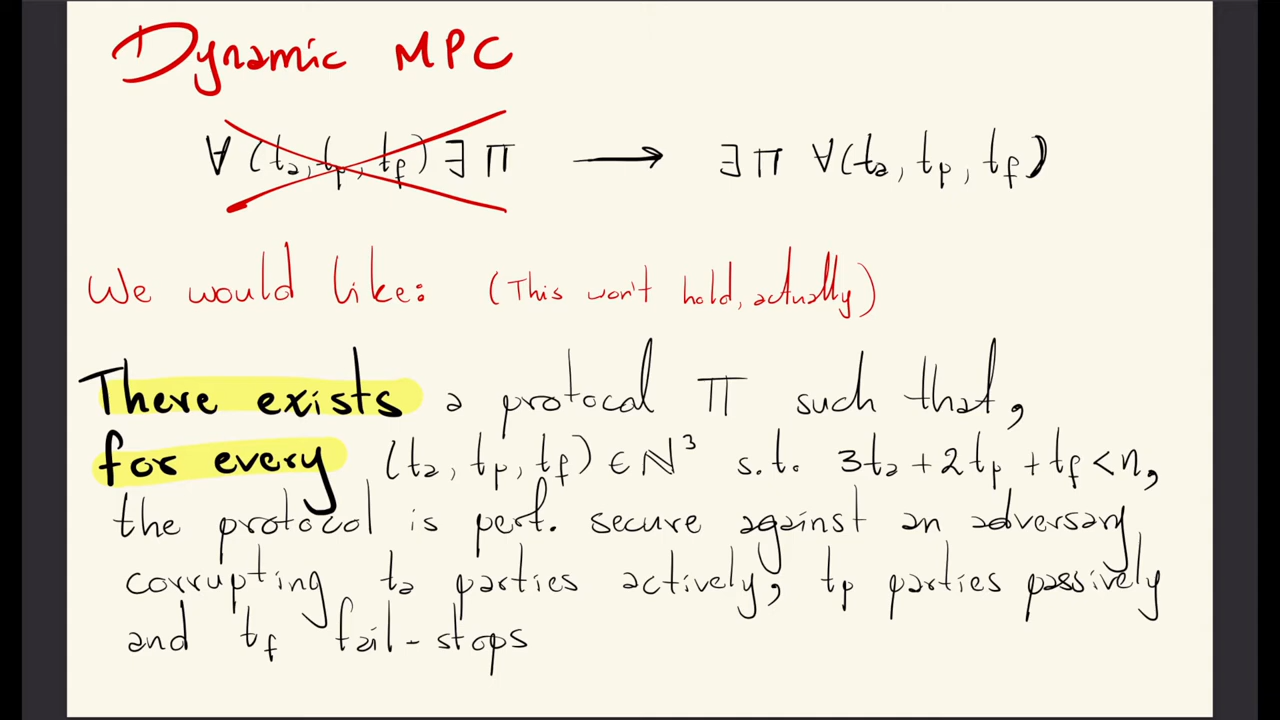 Dynamic MPC
∀(ta, tp, tf) ∃ Π → ∃ Π ∀(ta, tp, tf)
We would like: (This won't hold, actually)
There exists a protocol Π such that,
for every (ta, tp, tf) ∈ ℕ³ s.t. 3ta + 2tp + tf < n,
the protocol is perf. secure against an adversary
corrupting ta parties actively, tp parties passively
and tf fail-stops